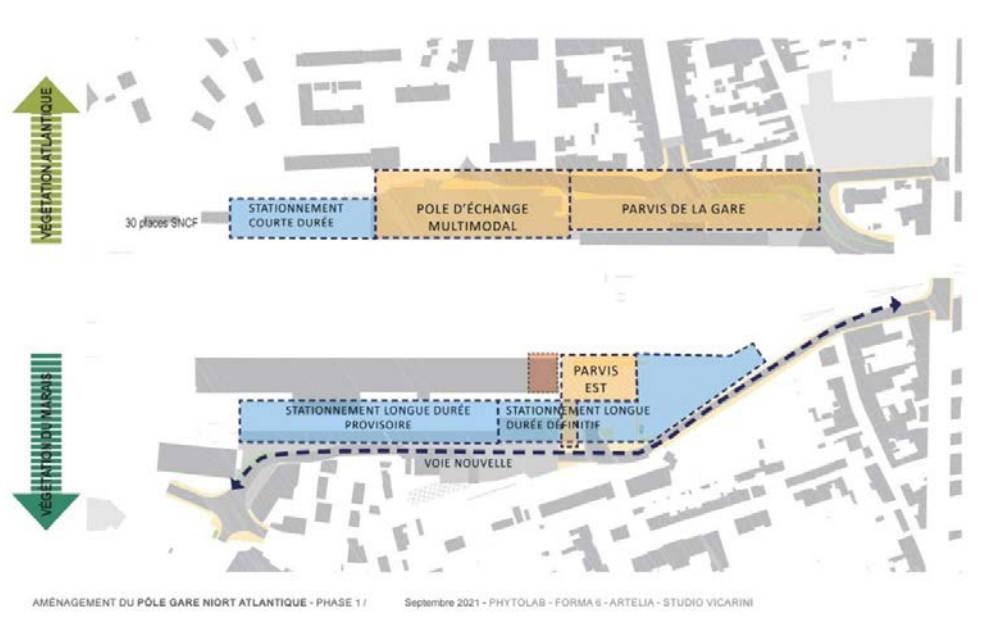 VÉGÉTATION ATLANTIQUE
30 places SNCF
STATIONNEMENT
COURTE DURÉE
POLE D'ÉCHANGE
MULTIMODAL
PARVIS DE LA GARE
VÉGÉTATION DU MARAIS
PARVIS
EST
STATIONNEMENT LONGUE DURÉE
PROVISOIRE
STATIONNEMENT LONGUE
DURÉE DÉFINITIF
VOIE NOUVELLE
AMÉNAGEMENT DU PÔLE GARE NIORT ATLANTIQUE - PHASE 1 /
Septembre 2021 - PHYTOLAB - FORMA 6 - ARTELIA - STUDIO VICARINI